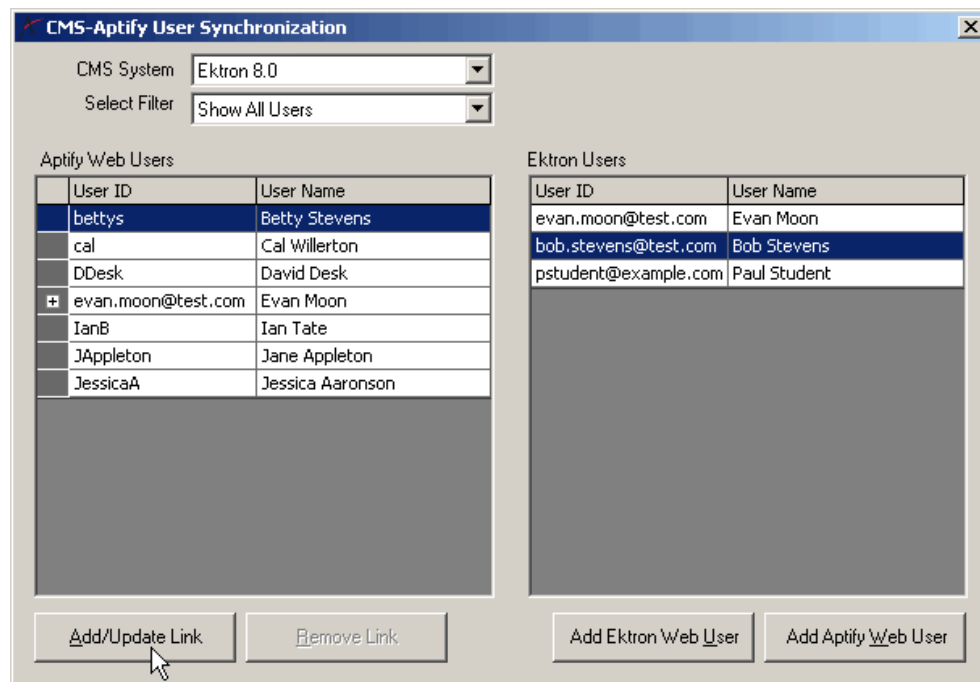 CMS-Aptify User Synchronization
CMS System Ektron 8.0
Select Filter Show All Users
Aptify Web Users
User ID User Name
bettys Betty Stevens
cal Cal Willerton
DDesk David Desk
evan.moon@test.com Evan Moon
IanB Ian Tate
JAppleton Jane Appleton
JessicaA Jessica Aaronson
Ektron Users
User ID User Name
evan.moon@test.com Evan Moon
bob.stevens@test.com Bob Stevens
pstudent@example.com Paul Student
Add/Update Link Remove Link Add Ektron Web User Add Aptify Web User